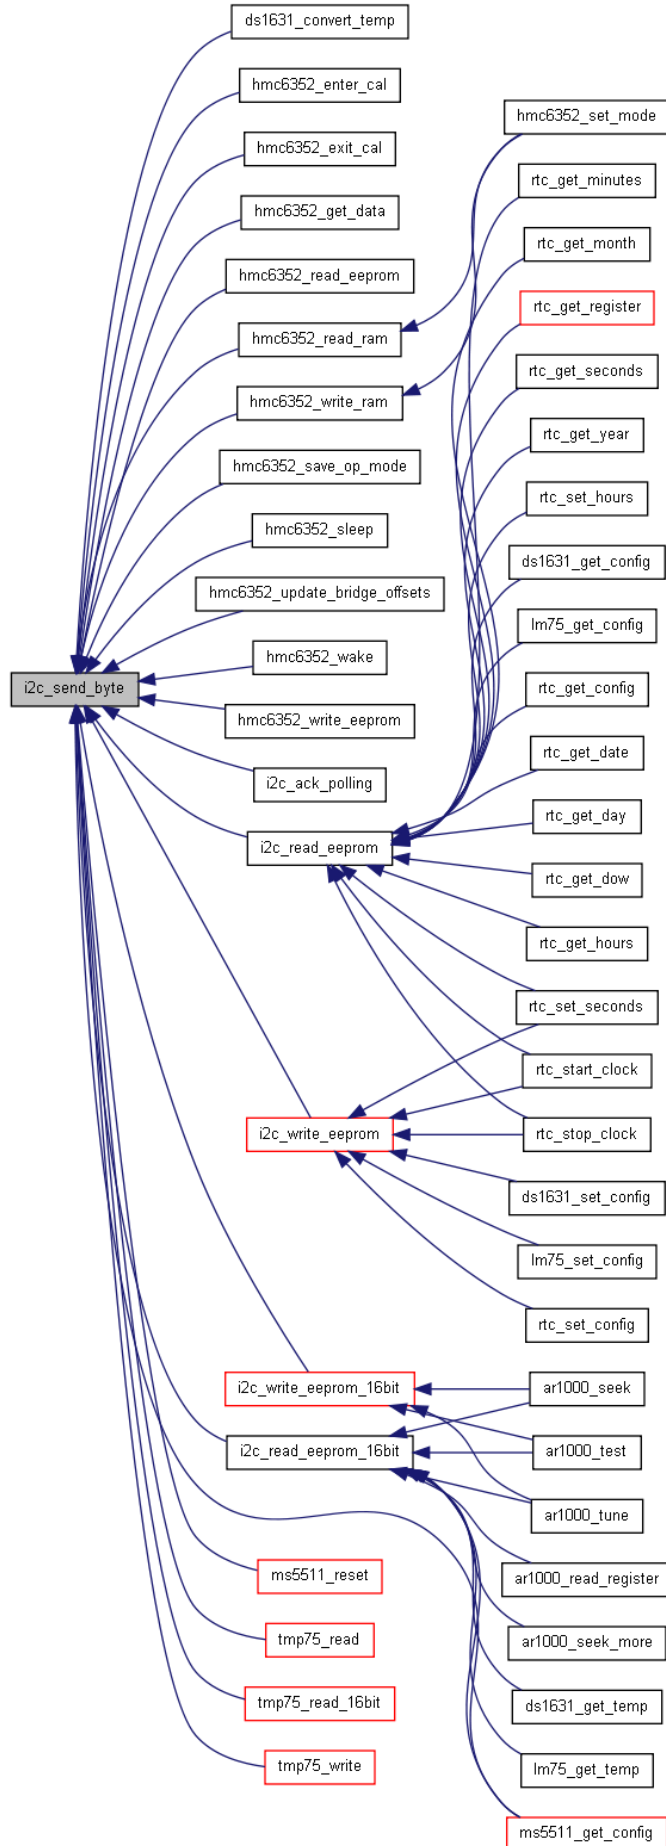 ds1631_convert_temp
hmc6352_enter_cal
hmc6352_set_mode
hmc6352_exit_cal
rtc_get_minutes
hmc6352_get_data
rtc_get_month
hmc6352_read_eeprom
rtc_get_register
hmc6352_read_ram
rtc_get_seconds
hmc6352_write_ram
rtc_get_year
hmc6352_save_op_mode
rtc_set_hours
hmc6352_sleep
ds1631_get_config
hmc6352_update_bridge_offsets
lm75_get_config
hmc6352_wake
i2c_send_byte
rtc_get_config
hmc6352_write_eeprom
rtc_get_date
i2c_ack_polling
rtc_get_day
i2c_read_eeprom
rtc_get_dow
rtc_get_hours
rtc_set_seconds
rtc_start_clock
i2c_write_eeprom
rtc_stop_clock
ds1631_set_config
lm75_set_config
rtc_set_config
i2c_write_eeprom_16bit
ar1000_seek
i2c_read_eeprom_16bit
ar1000_test
ar1000_tune
ms5511_reset
ar1000_read_register
tmp75_read
ar1000_seek_more
tmp75_read_16bit
ds1631_get_temp
tmp75_write
lm75_get_temp
ms5511_get_config